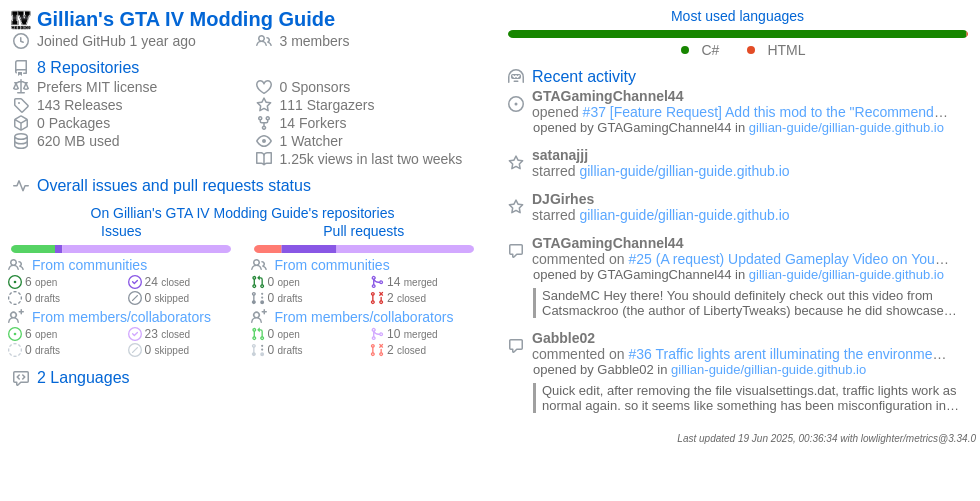 Gillian's GTA IV Modding Guide
Joined GitHub 1 year ago
3 members
8 Repositories
Prefers MIT license
143 Releases
0 Packages
620 MB used
0 Sponsors
111 Stargazers
14 Forkers
1 Watcher
1.25k views in last two weeks
Overall issues and pull requests status
On Gillian's GTA IV Modding Guide's repositories
Issues
From communities
6 open
24 closed
0 drafts
0 skipped
From members/collaborators
6 open
23 closed
0 drafts
0 skipped
Pull requests
From communities
0 open
14 merged
0 drafts
2 closed
From members/collaborators
0 open
10 merged
0 drafts
2 closed
2 Languages
Most used languages
C#
HTML
Recent activity
GTAGamingChannel44
opened #37 [Feature Request] Add this mod to the "Recommend…
opened by GTAGamingChannel44 in gillian-guide/gillian-guide.github.io
satanajjj
starred gillian-guide/gillian-guide.github.io
DJGirhes
starred gillian-guide/gillian-guide.github.io
GTAGamingChannel44
commented on #25 (A request) Updated Gameplay Video on You…
opened by GTAGamingChannel44 in gillian-guide/gillian-guide.github.io
SandeMC Hey there! You should definitely check out this video from
Catsmackroo (the author of LibertyTweaks) because he did showcase…
Gabble02
commented on #36 Traffic lights arent illuminating the environme…
opened by Gabble02 in gillian-guide/gillian-guide.github.io
Quick edit, after removing the file visualsettings.dat, traffic lights work as
normal again. so it seems like something has been misconfiguration in…
Last updated 19 Jun 2025, 00:36:34 with lowlighter/metrics@3.34.0